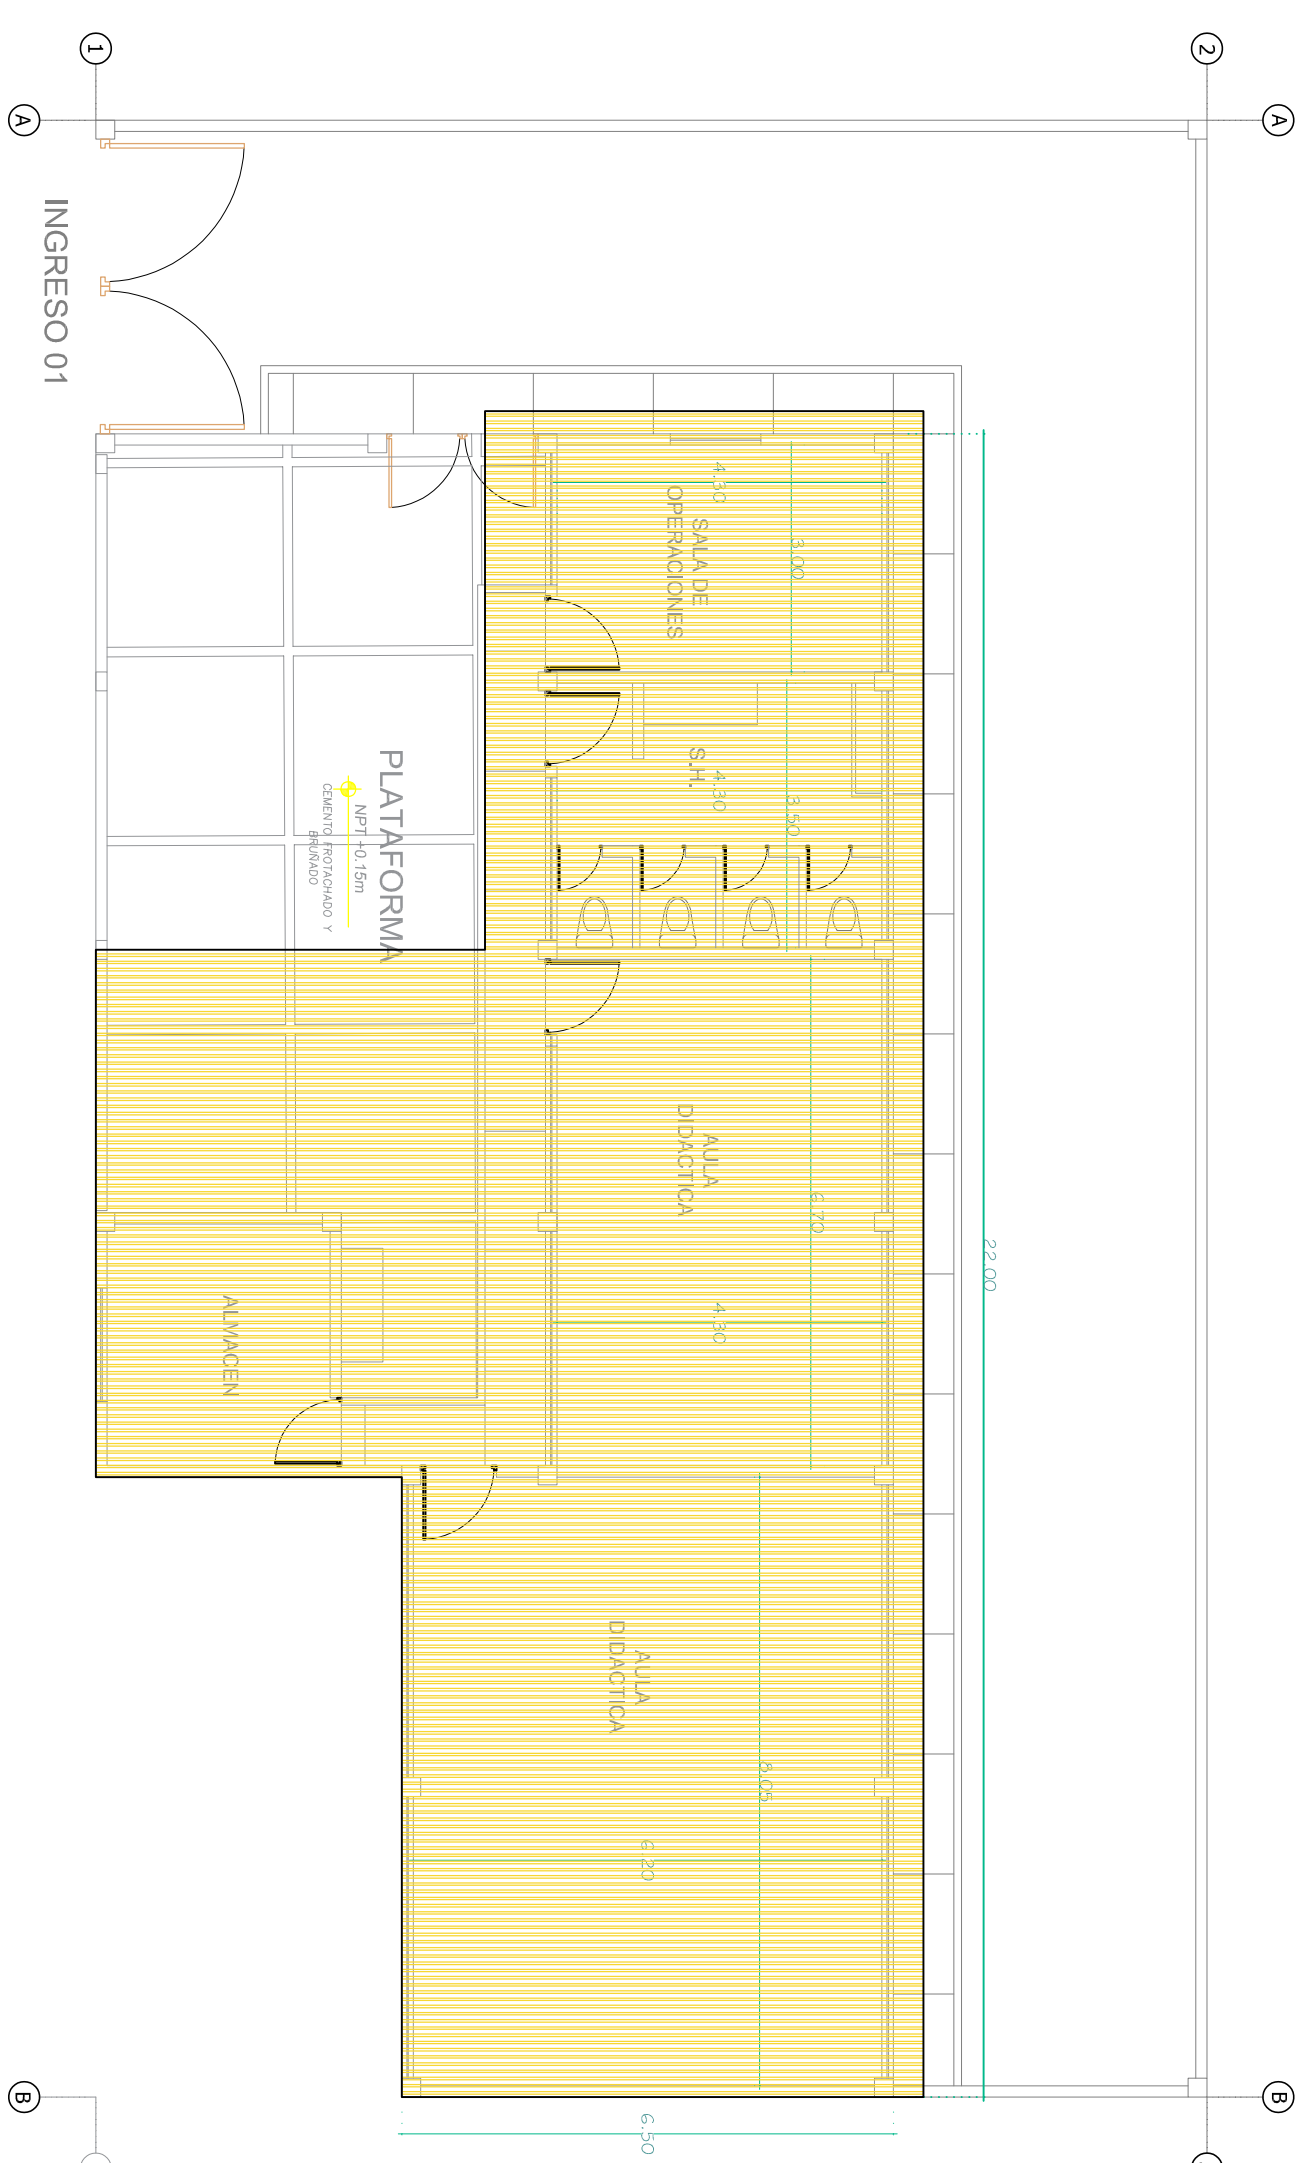 1
2
A
A
INGRESO 01
4.30
3.00
SALA DE
OPERACIONES
S.H.
4.30
3.50
PLATAFORMA
NPT +0.15m
CEMENTO FROTACHADO Y
BRUÑADO
AULA
DIDACTICA
6.70
22.00
4.30
ALMACEN
AULA
DIDACTICA
8.05
6.20
B
B
6.50